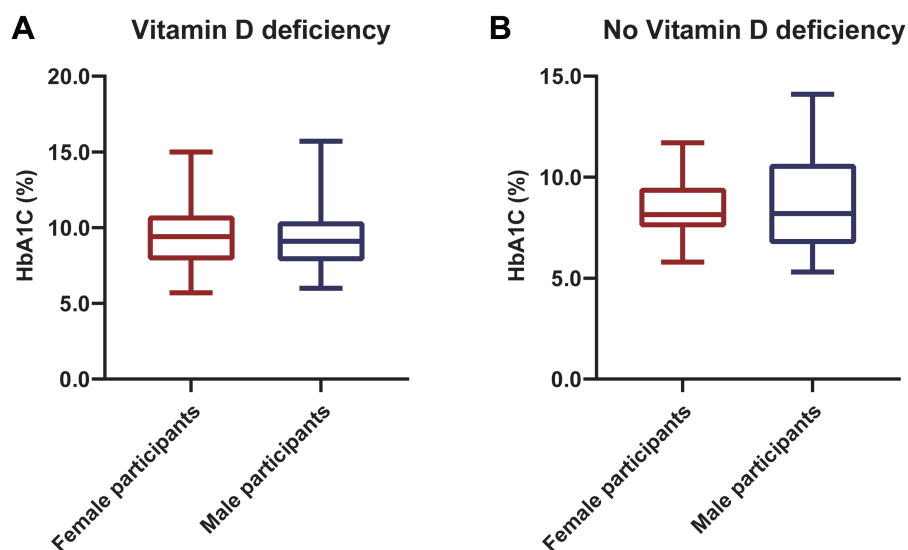 A
Vitamin D deficiency
HbA1C (%)
20.0
15.0
10.0
5.0
0.0
Female participants
Male participants
B
No Vitamin D deficiency
HbA1C (%)
15.0
10.0
5.0
0.0
Female participants
Male participants